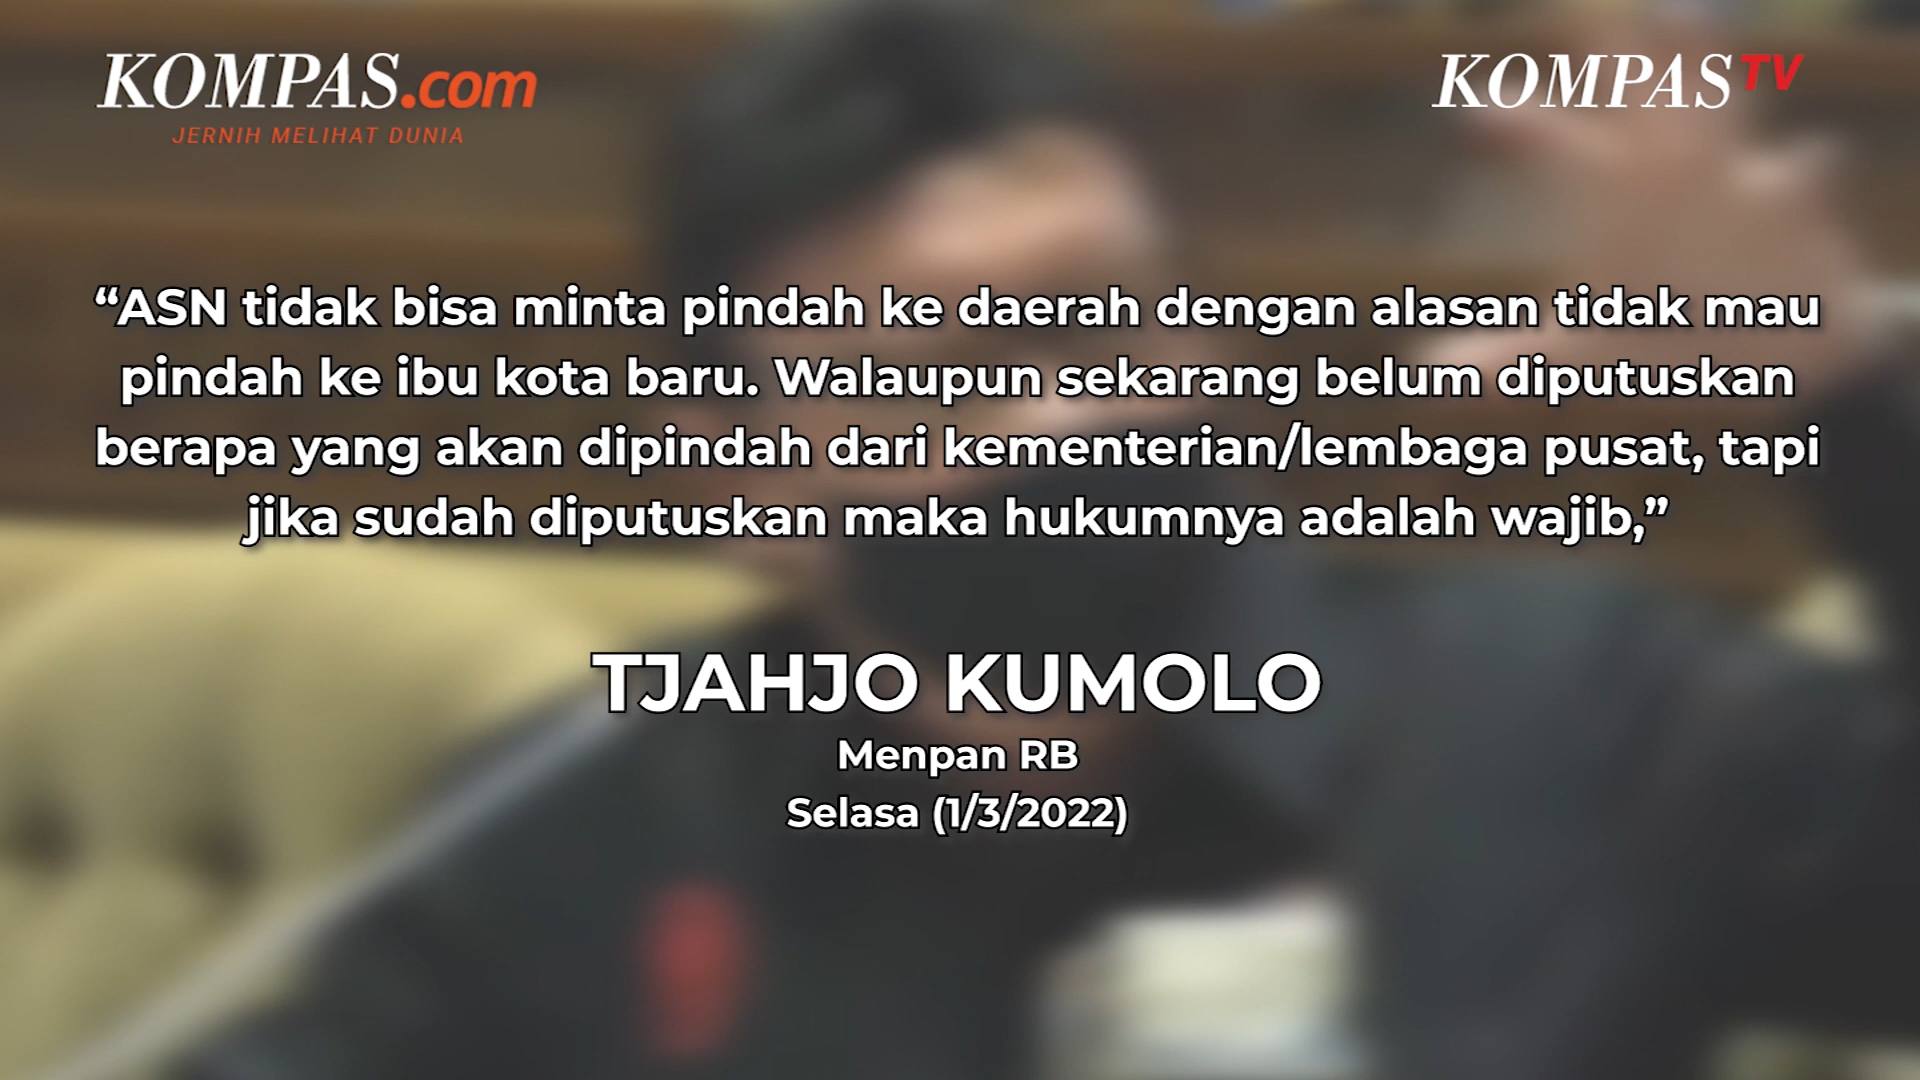 KOMPAS.com
JERNIH MELIHAT DUNIA
KOMPAS TV
“ASN tidak bisa minta pindah ke daerah dengan alasan tidak mau
pindah ke ibu kota baru. Walaupun sekarang belum diputuskan
berapa yang akan dipindah dari kementerian/lembaga pusat, tapi
jika sudah diputuskan maka hukumnya adalah wajib,”
TJAHJO KUMOLO
Menpan RB
Selasa (1/3/2022)